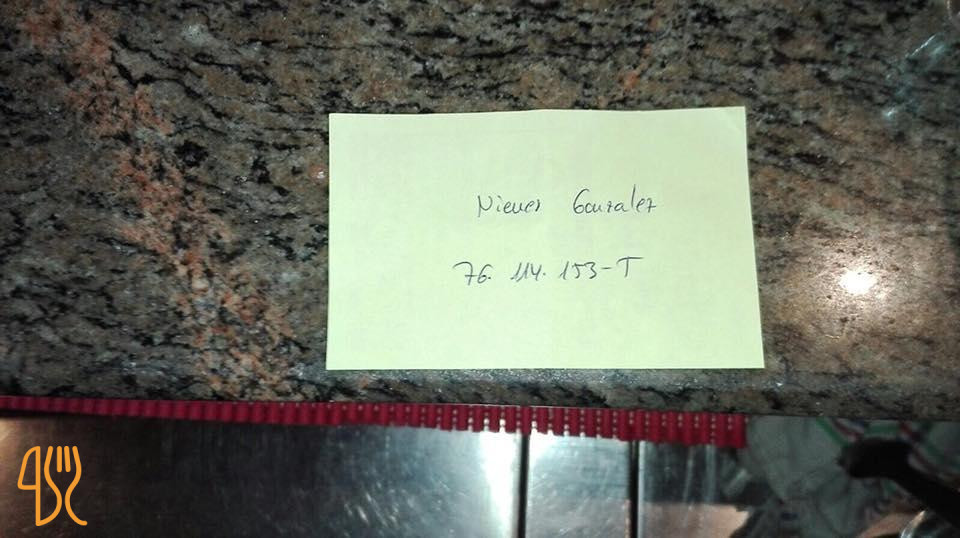 Nieves Gonzalez
76. 114. 153-T